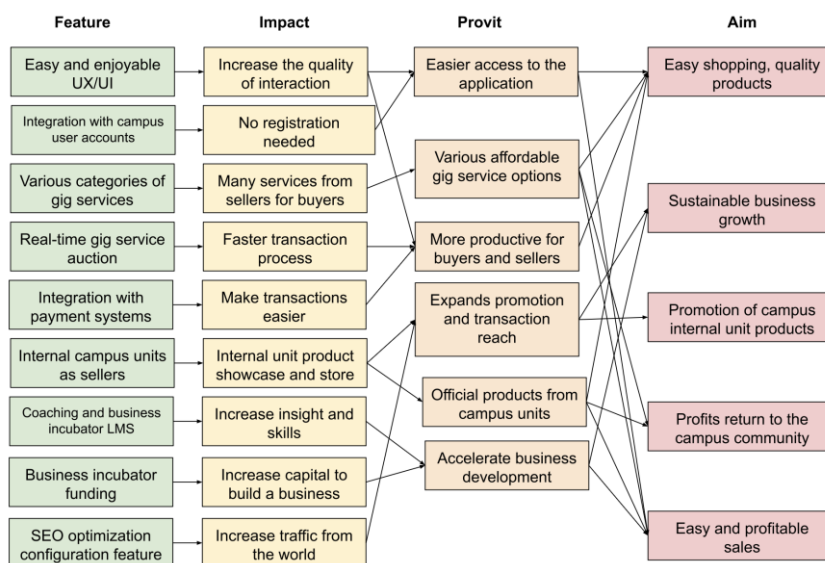 Feature
Impact
Provit
Aim
Easy and enjoyable
UX/UI
Increase the quality
of interaction
Easier access to the
application
Easy shopping, quality
products
Integration with campus
user accounts
No registration
needed
Various categories of
gig services
Many services from
sellers for buyers
Various affordable
gig service options
Sustainable business
growth
Real-time gig service
auction
Faster transaction
process
More productive for
buyers and sellers
Integration with
payment systems
Make transactions
easier
Expands promotion
and transaction
reach
Promotion of campus
internal unit products
Internal campus units
as sellers
Internal unit product
showcase and store
Official products from
campus units
Profits return to the
campus community
Coaching and business
incubator LMS
Increase insight and
skills
Accelerate business
development
Business incubator
funding
Increase capital to
build a business
SEO optimization
configuration feature
Increase traffic from
the world
Easy and profitable
sales